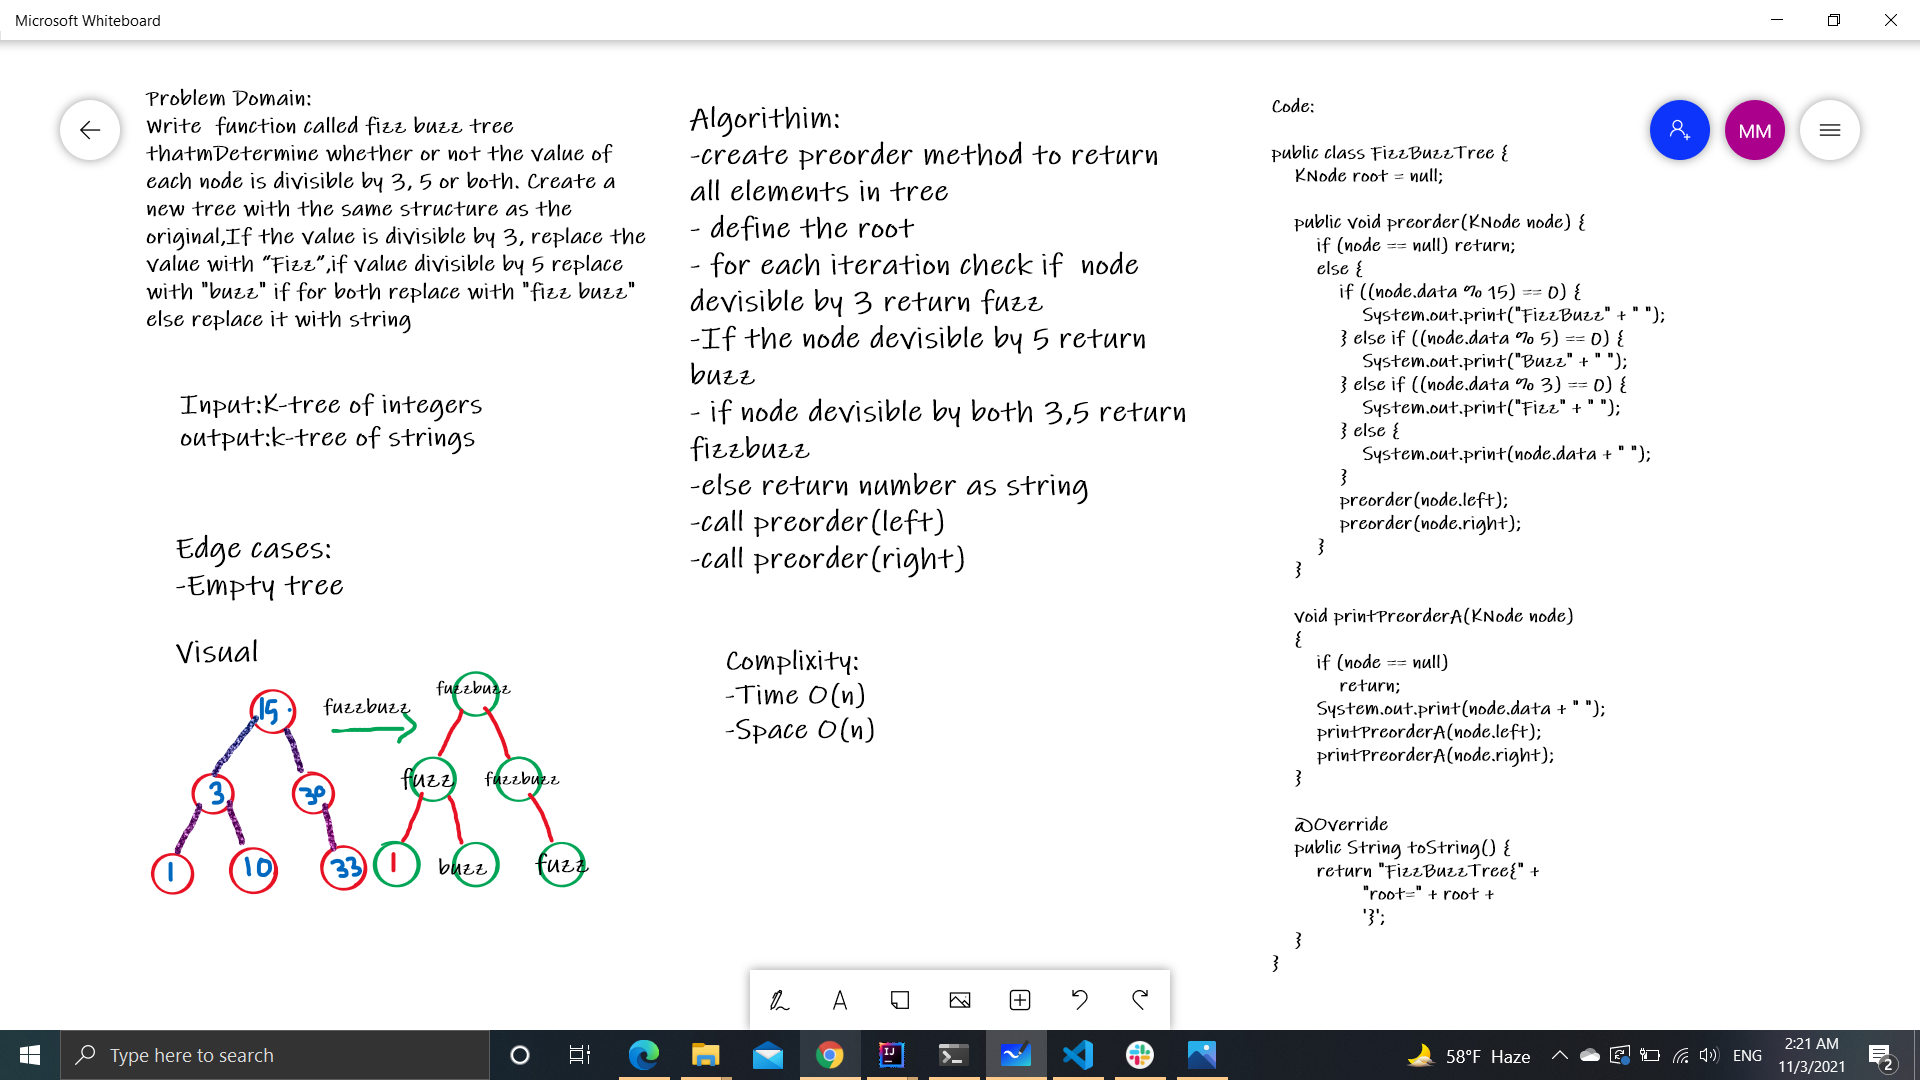 Microsoft Whiteboard
Problem Domain:
Write function called fizz buzz tree
thatmDetermine whether or not the value of
each node is divisible by 3, 5 or both. Create a
new tree with the same structure as the
original,If the value is divisible by 3, replace the
value with “Fizz”,if value divisible by 5 replace
with "buzz" if for both replace with "fizz buzz"
else replace it with string
Input:K-tree of integers
output:k-tree of strings
Edge cases:
-Empty tree
Visual
15
fuzzbuzz
3
30
1
10
33
fuzzbuzz
fuzz
fuzzbuzz
1
buzz
fuzz
Algorithim:
-create preorder method to return
all elements in tree
- define the root
- for each iteration check if node
devisible by 3 return fuzz
-If the node devisible by 5 return
buzz
- if node devisible by both 3,5 return
fizzbuzz
-else return number as string
-call preorder(left)
-call preorder(right)
Complixity:
-Time O(n)
-Space O(n)
Code:
public class FizzBuzzTree {
KNode root = null;
public void preorder(KNode node) {
if (node == null) return;
else {
if ((node.data % 15) == 0) {
System.out.print("FizzBuzz" + " ");
} else if ((node.data % 5) == 0) {
System.out.print("Buzz" + " ");
} else if ((node.data % 3) == 0) {
System.out.print("Fizz" + " ");
} else {
System.out.print(node.data + " ");
}
preorder(node.left);
preorder(node.right);
}
}
void printPreorderA(KNode node)
{
if (node == null)
return;
System.out.print(node.data + " ");
printPreorderA(node.left);
printPreorderA(node.right);
}
@Override
public String toString() {
return "FizzBuzzTree{" +
"root=" + root +
'}';
}
}
MM
Type here to search
58°F Haze
ENG
2:21 AM
11/3/2021
2